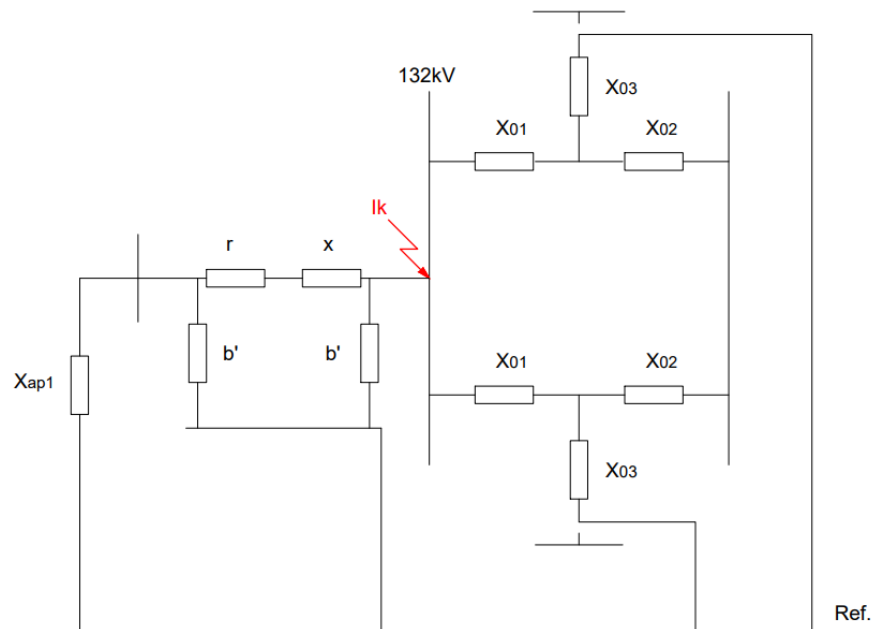 X03
132kV
X01
X02
Ik
r
x
b'
b'
Xap1
X01
X02
X03
Ref.